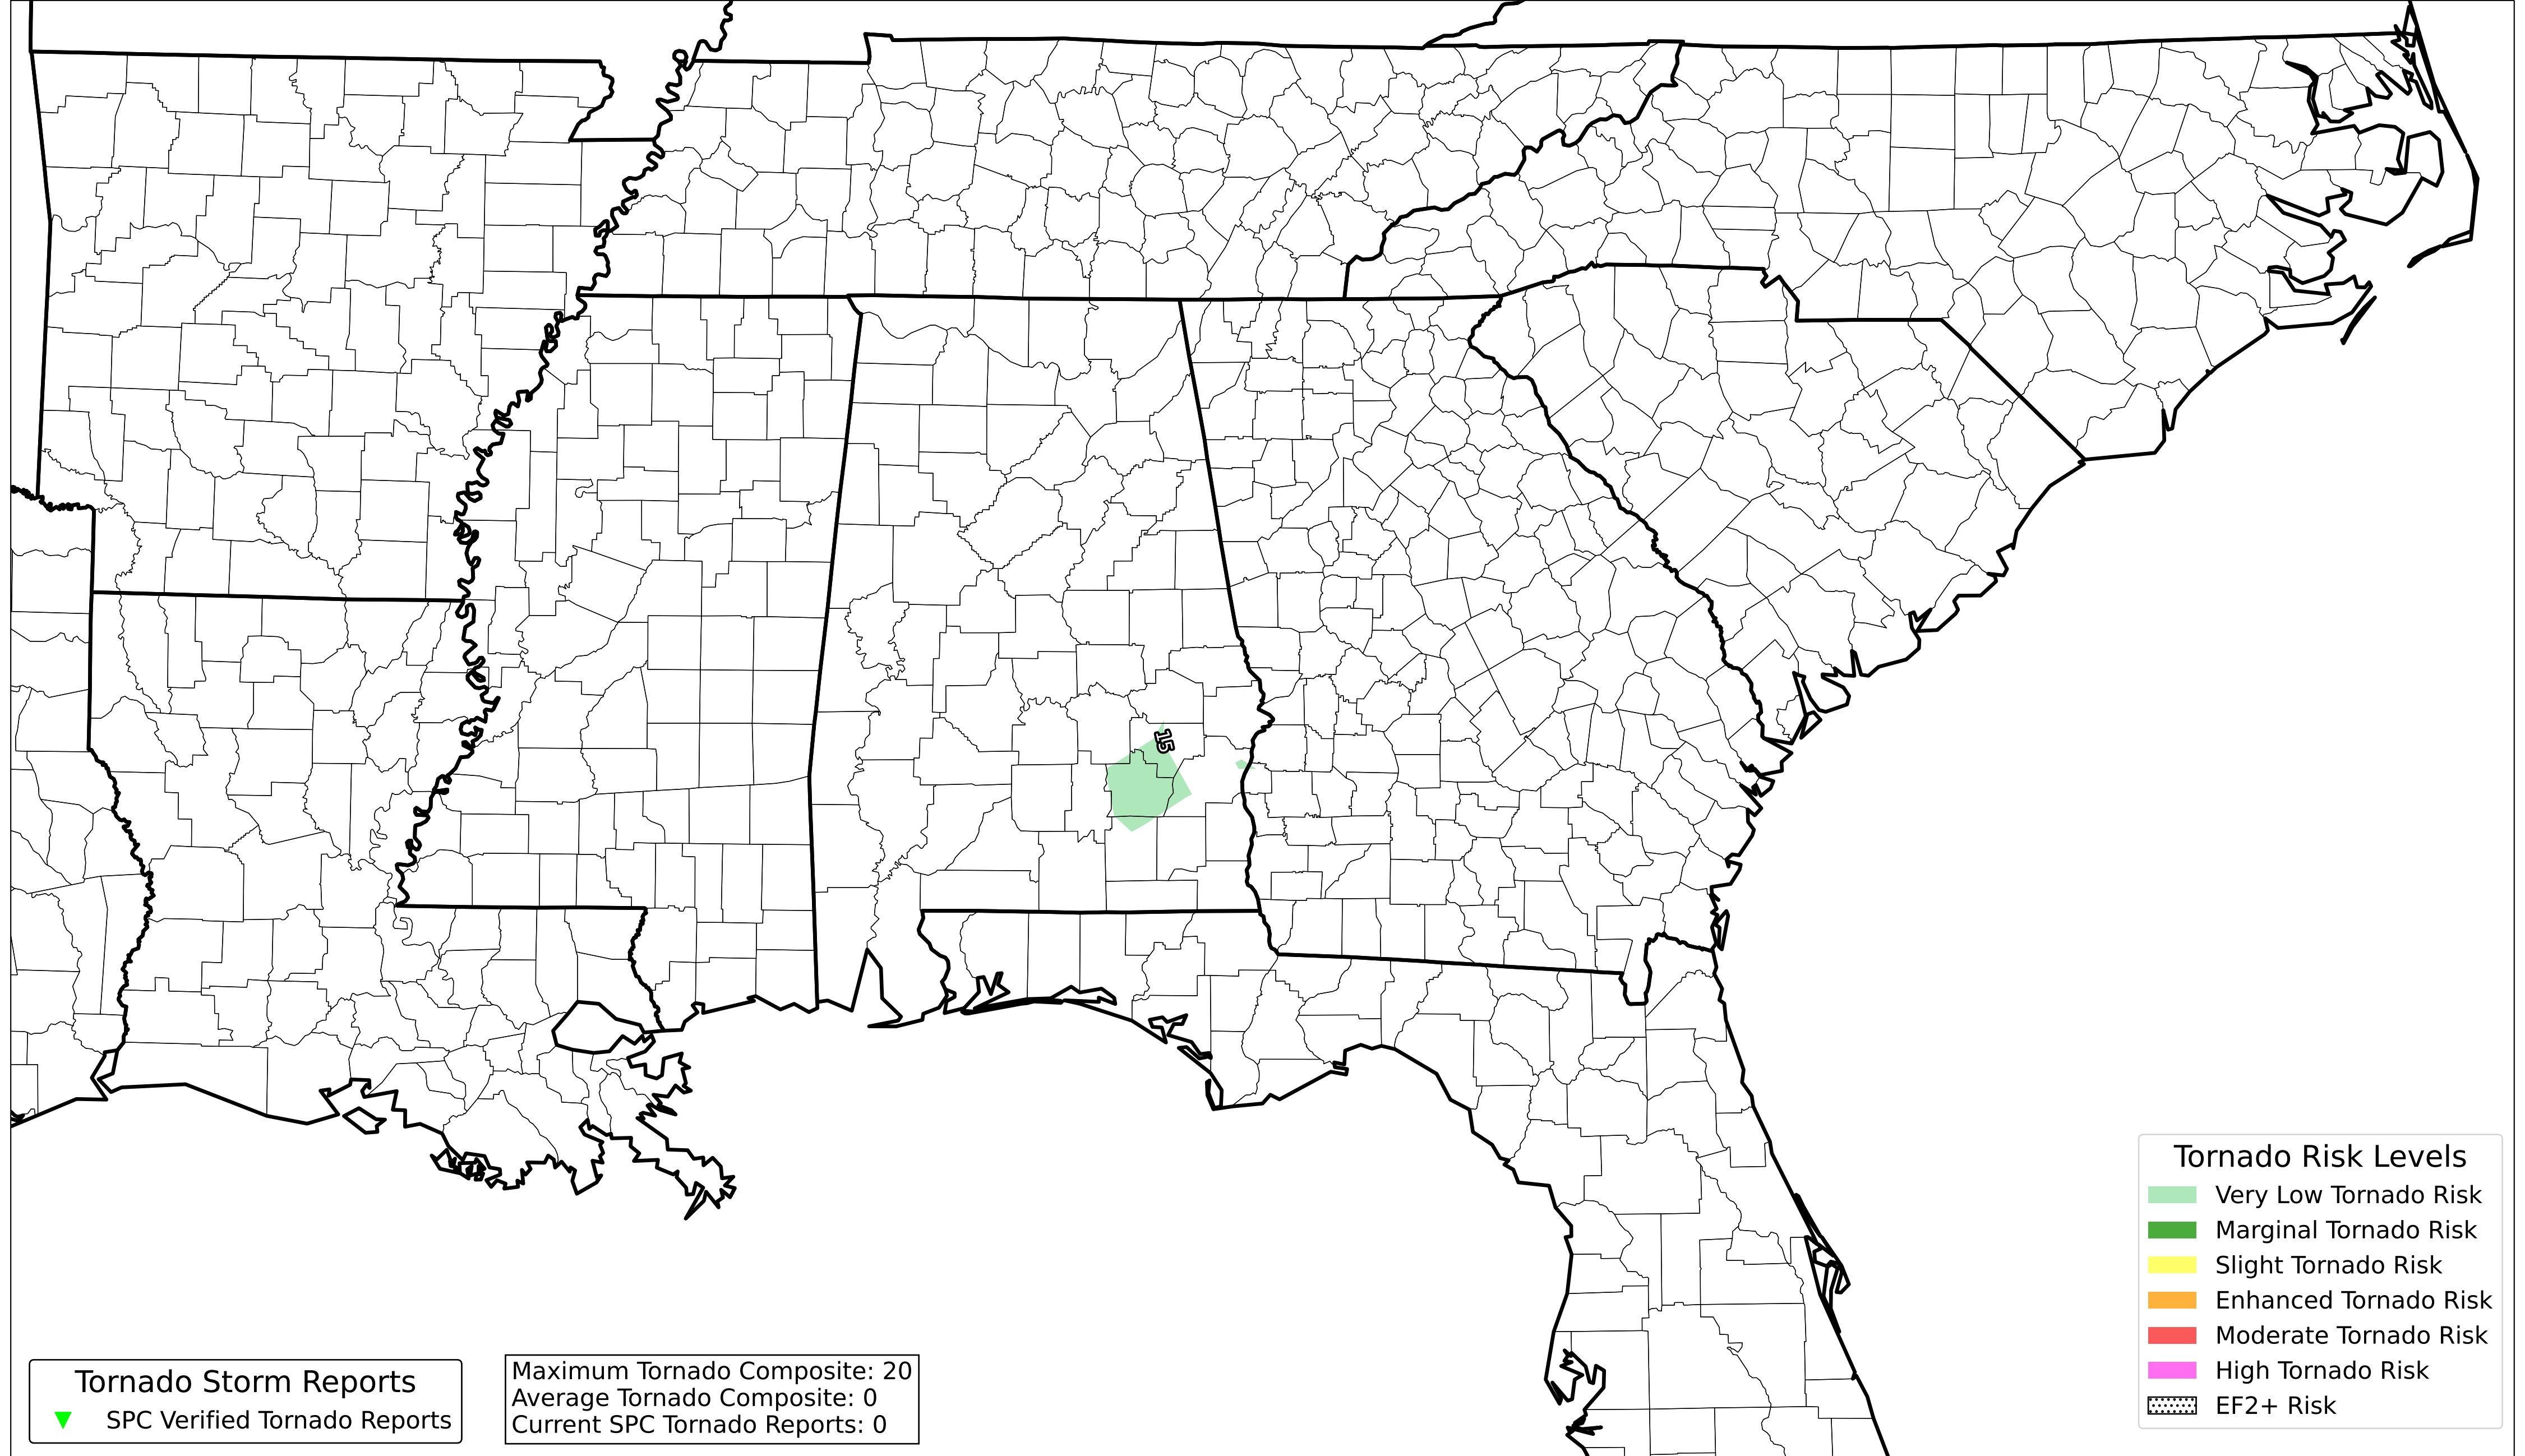 15
Tornado Risk Levels
Very Low Tornado Risk
Marginal Tornado Risk
Slight Tornado Risk
Enhanced Tornado Risk
Moderate Tornado Risk
High Tornado Risk
EF2+ Risk
Tornado Storm Reports
SPC Verified Tornado Reports
Maximum Tornado Composite: 20
Average Tornado Composite: 0
Current SPC Tornado Reports: 0